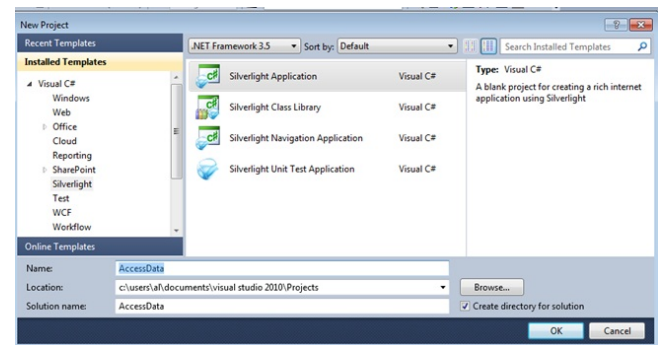 New Project
Recent Templates
.NET Framework 3.5 Sort by: Default Search Installed Templates
Installed Templates
Visual C#
Windows
Web
Office
Cloud
Reporting
SharePoint
Silverlight
Test
WCF
Workflow
Online Templates
C# Silverlight Application Visual C#
C# Silverlight Class Library Visual C#
C# Silverlight Navigation Application Visual C#
Silverlight Unit Test Application Visual C#
Type: Visual C#
A blank project for creating a rich internet
application using Silverlight
Name: AccessData
Location: c:\users\al\documents\visual studio 2010\Projects Browse...
Solution name: AccessData Create directory for solution
OK Cancel